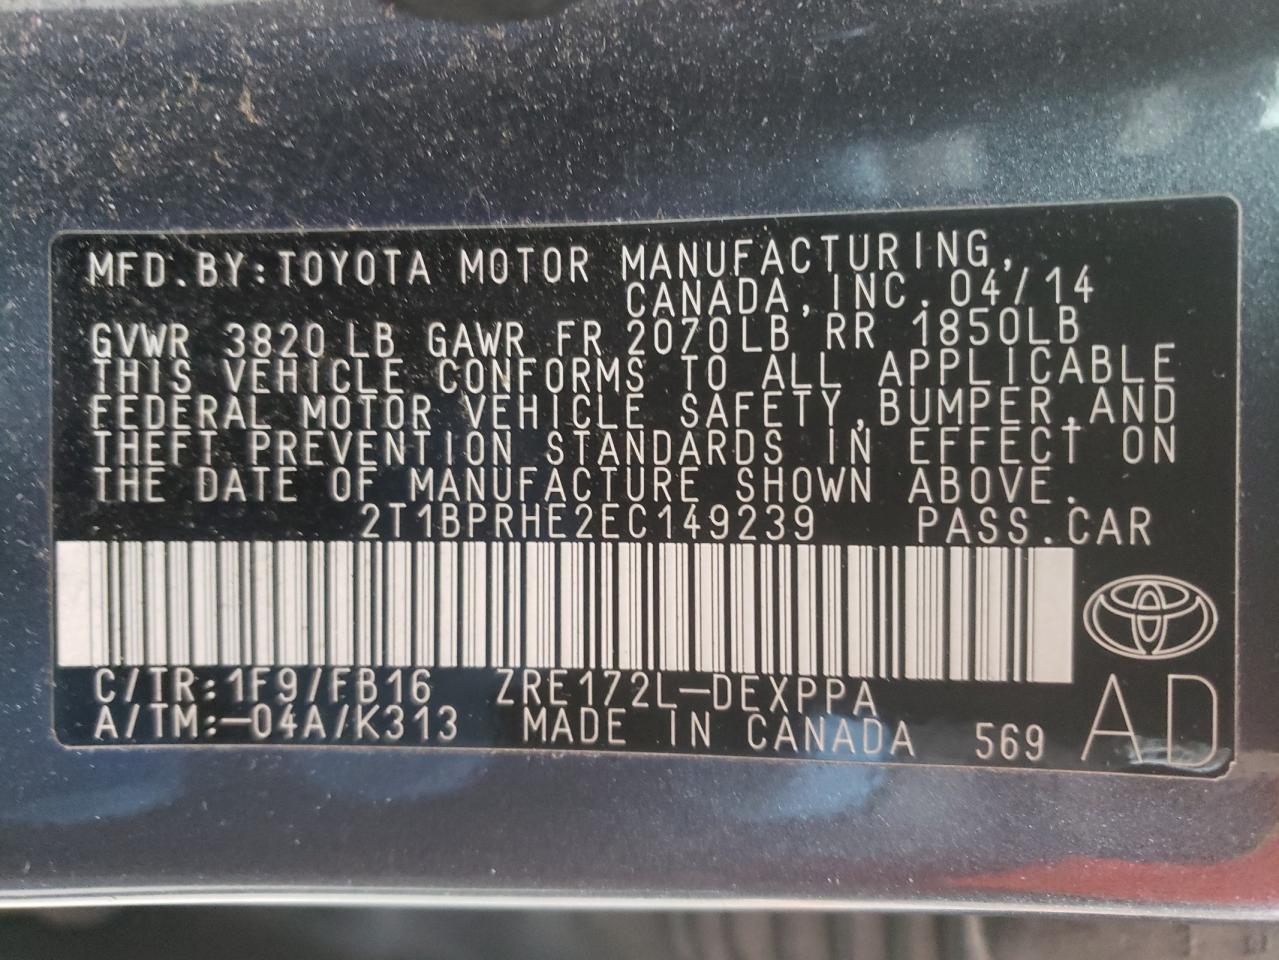 MFD.BY:TOYOTA MOTOR MANUFACTURING,
CANADA,INC.04/14
GVWR 3820 LB GAWR FR 2070LB RR 1850LB
THIS VEHICLE CONFORMS TO ALL APPLICABLE
FEDERAL MOTOR VEHICLE SAFETY,BUMPER,AND
THEFT PREVENTION STANDARDS IN EFFECT ON
THE DATE OF MANUFACTURE SHOWN ABOVE.
2T1BPRHE2EC149239 PASS.CAR
C/TR:1F9/FB16 ZRE172L-DEXPPA
A/TM:-04A/K313 MADE IN CANADA 569 AD